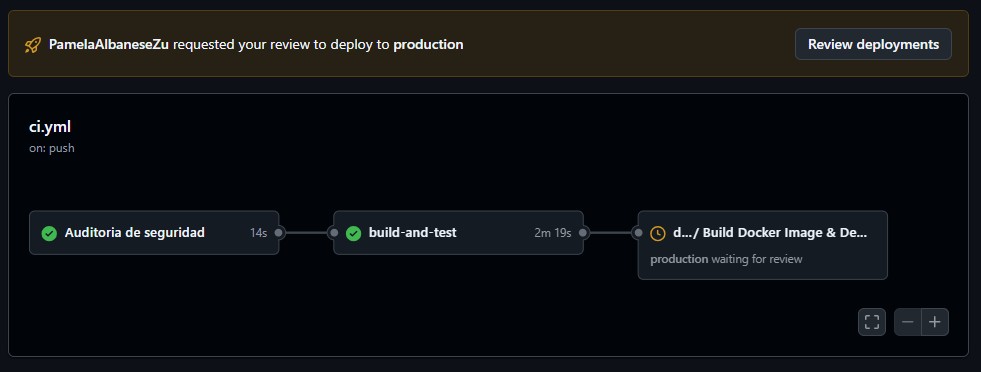 PamelaAlbaneseZu requested your review to deploy to production
Review deployments
ci.yml
on: push
Auditoria de seguridad 14s
build-and-test 2m 19s
d.../ Build Docker Image & De...
production waiting for review